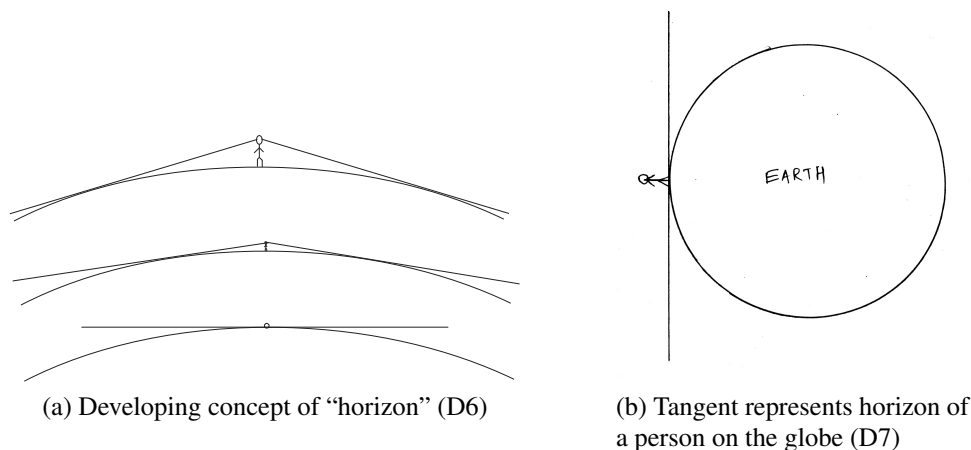 EARTH
(a) Developing concept of “horizon” (D6)
(b) Tangent represents horizon of
a person on the globe (D7)